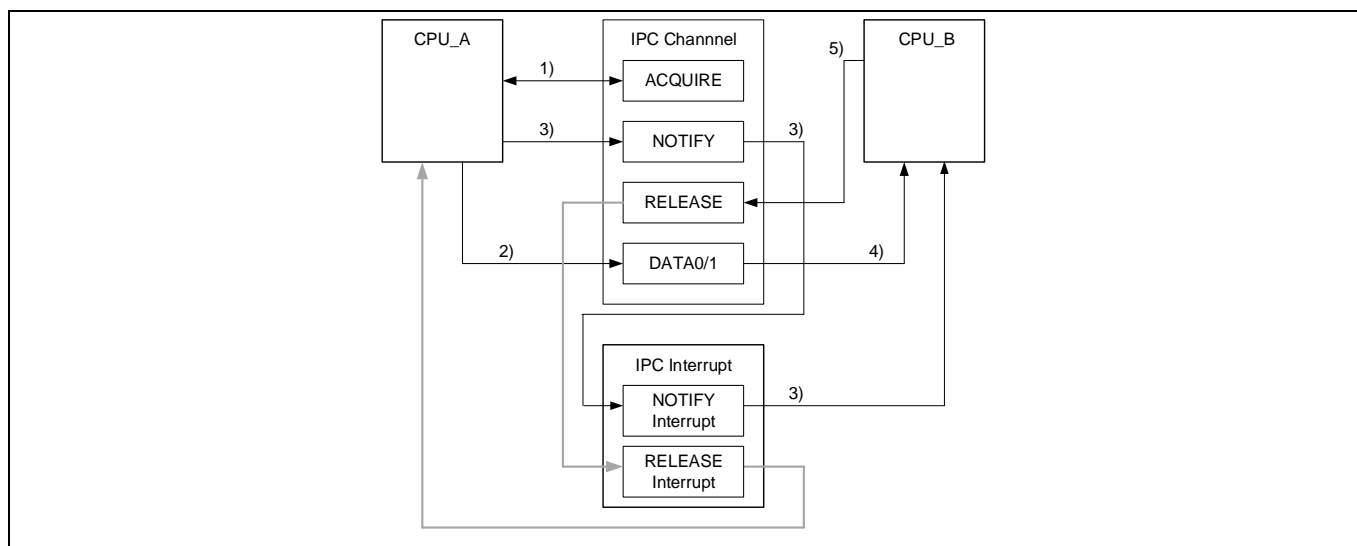 CPU_A
IPC Channnel
CPU_B
1)
ACQUIRE
5)
3)
NOTIFY
3)
RELEASE
2)
DATA0/1
4)
IPC Interrupt
NOTIFY
Interrupt
3)
RELEASE
Interrupt